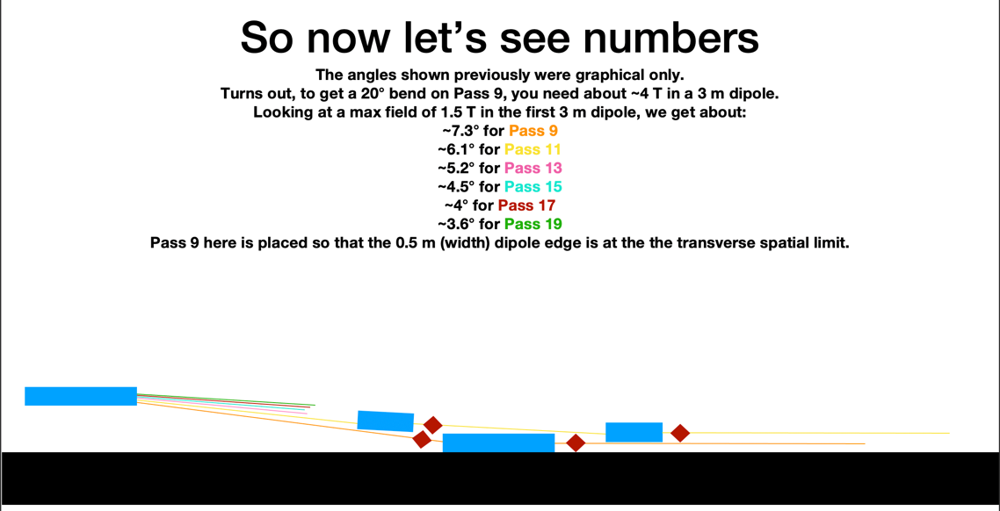 So now let’s see numbers
The angles shown previously were graphical only.
Turns out, to get a 20° bend on Pass 9, you need about ~4 T in a 3 m dipole.
Looking at a max field of 1.5 T in the first 3 m dipole, we get about:
~7.3° for Pass 9
~6.1° for Pass 11
~5.2° for Pass 13
~4.5° for Pass 15
~4° for Pass 17
~3.6° for Pass 19
Pass 9 here is placed so that the 0.5 m (width) dipole edge is at the the transverse spatial limit.